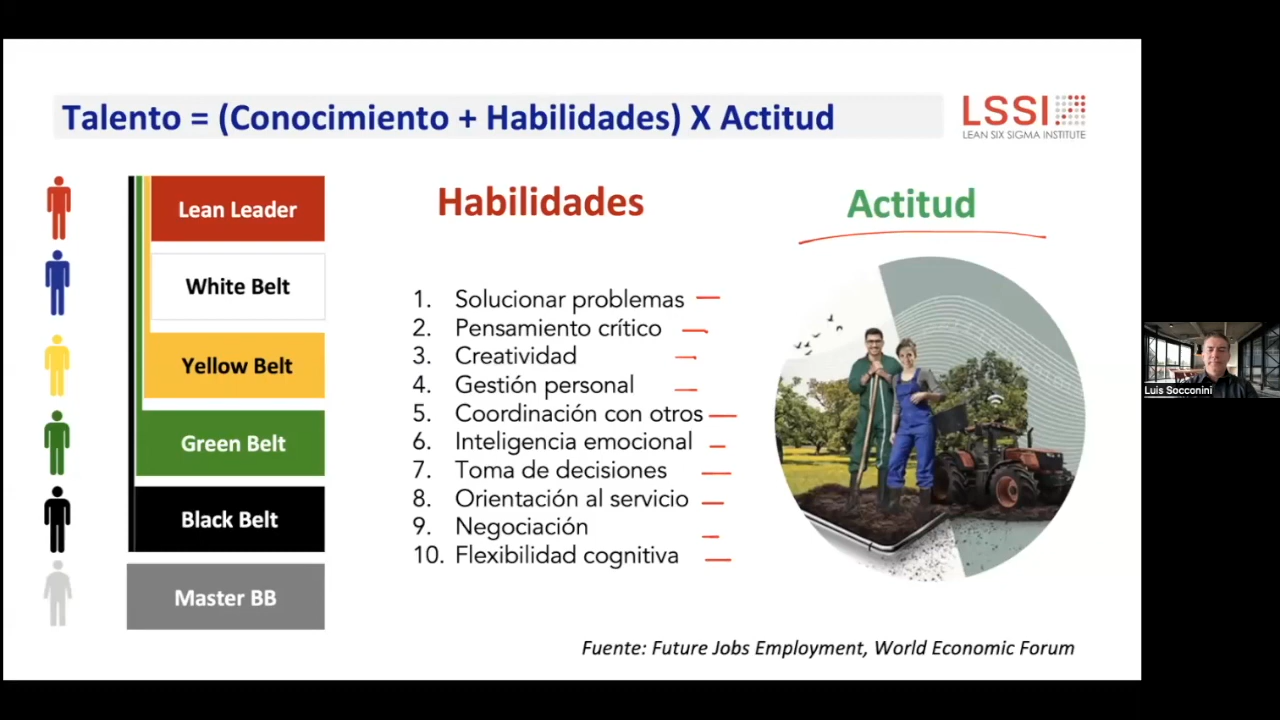 Talento = (Conocimiento + Habilidades) X Actitud
LSSI
LEAN SIX SIGMA INSTITUTE
Lean Leader
White Belt
Yellow Belt
Green Belt
Black Belt
Master BB
Habilidades
1. Solucionar problemas
2. Pensamiento crítico
3. Creatividad
4. Gestión personal
5. Coordinación con otros
6. Inteligencia emocional
7. Toma de decisiones
8. Orientación al servicio
9. Negociación
10. Flexibilidad cognitiva
Actitud
Fuente: Future Jobs Employment, World Economic Forum
Luis Socconini